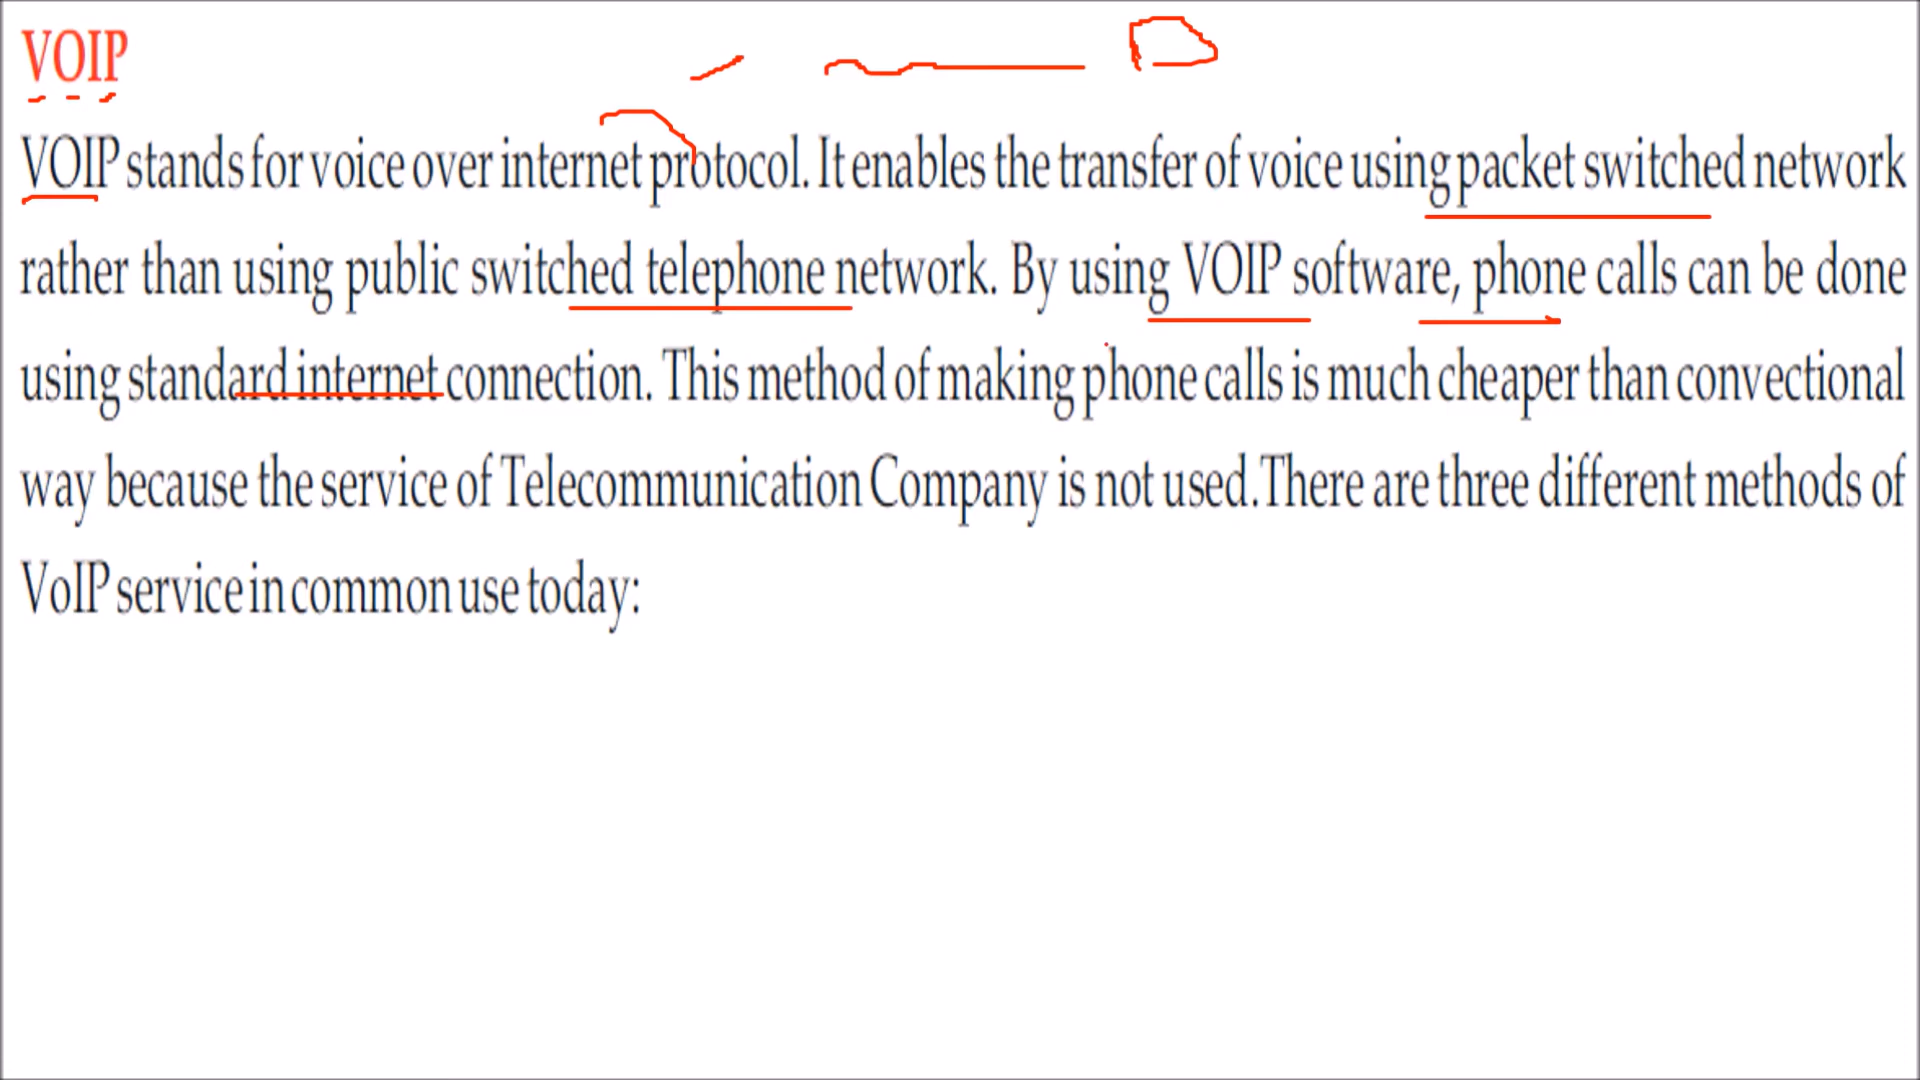 VOIP
VOIP stands for voice over internet protocol. It enables the transfer of voice using packet switched network
rather than using public switched telephone network. By using VOIP software, phone calls can be done
using standard internet connection. This method of making phone calls is much cheaper than convectional
way because the service of Telecommunication Company is not used.There are three different methods of
VoIP service in common use today: